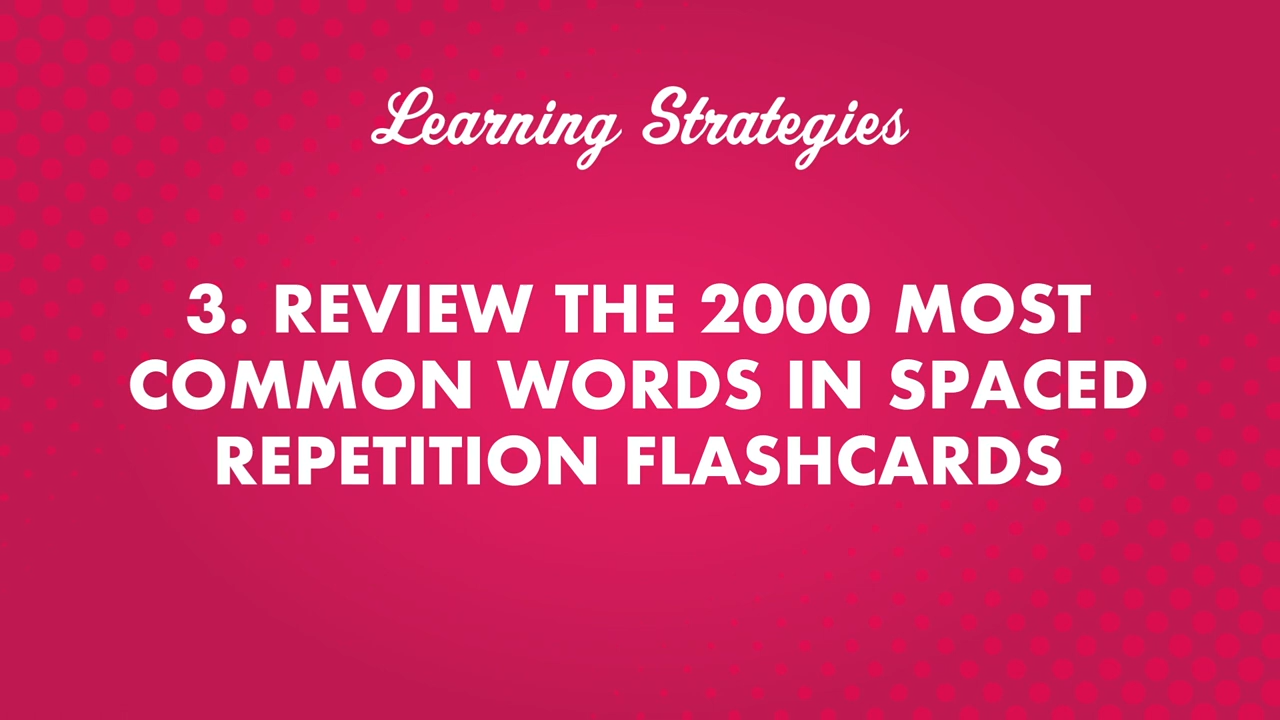 Learning Strategies
3. REVIEW THE 2000 MOST
COMMON WORDS IN SPACED
REPETITION FLASHCARDS